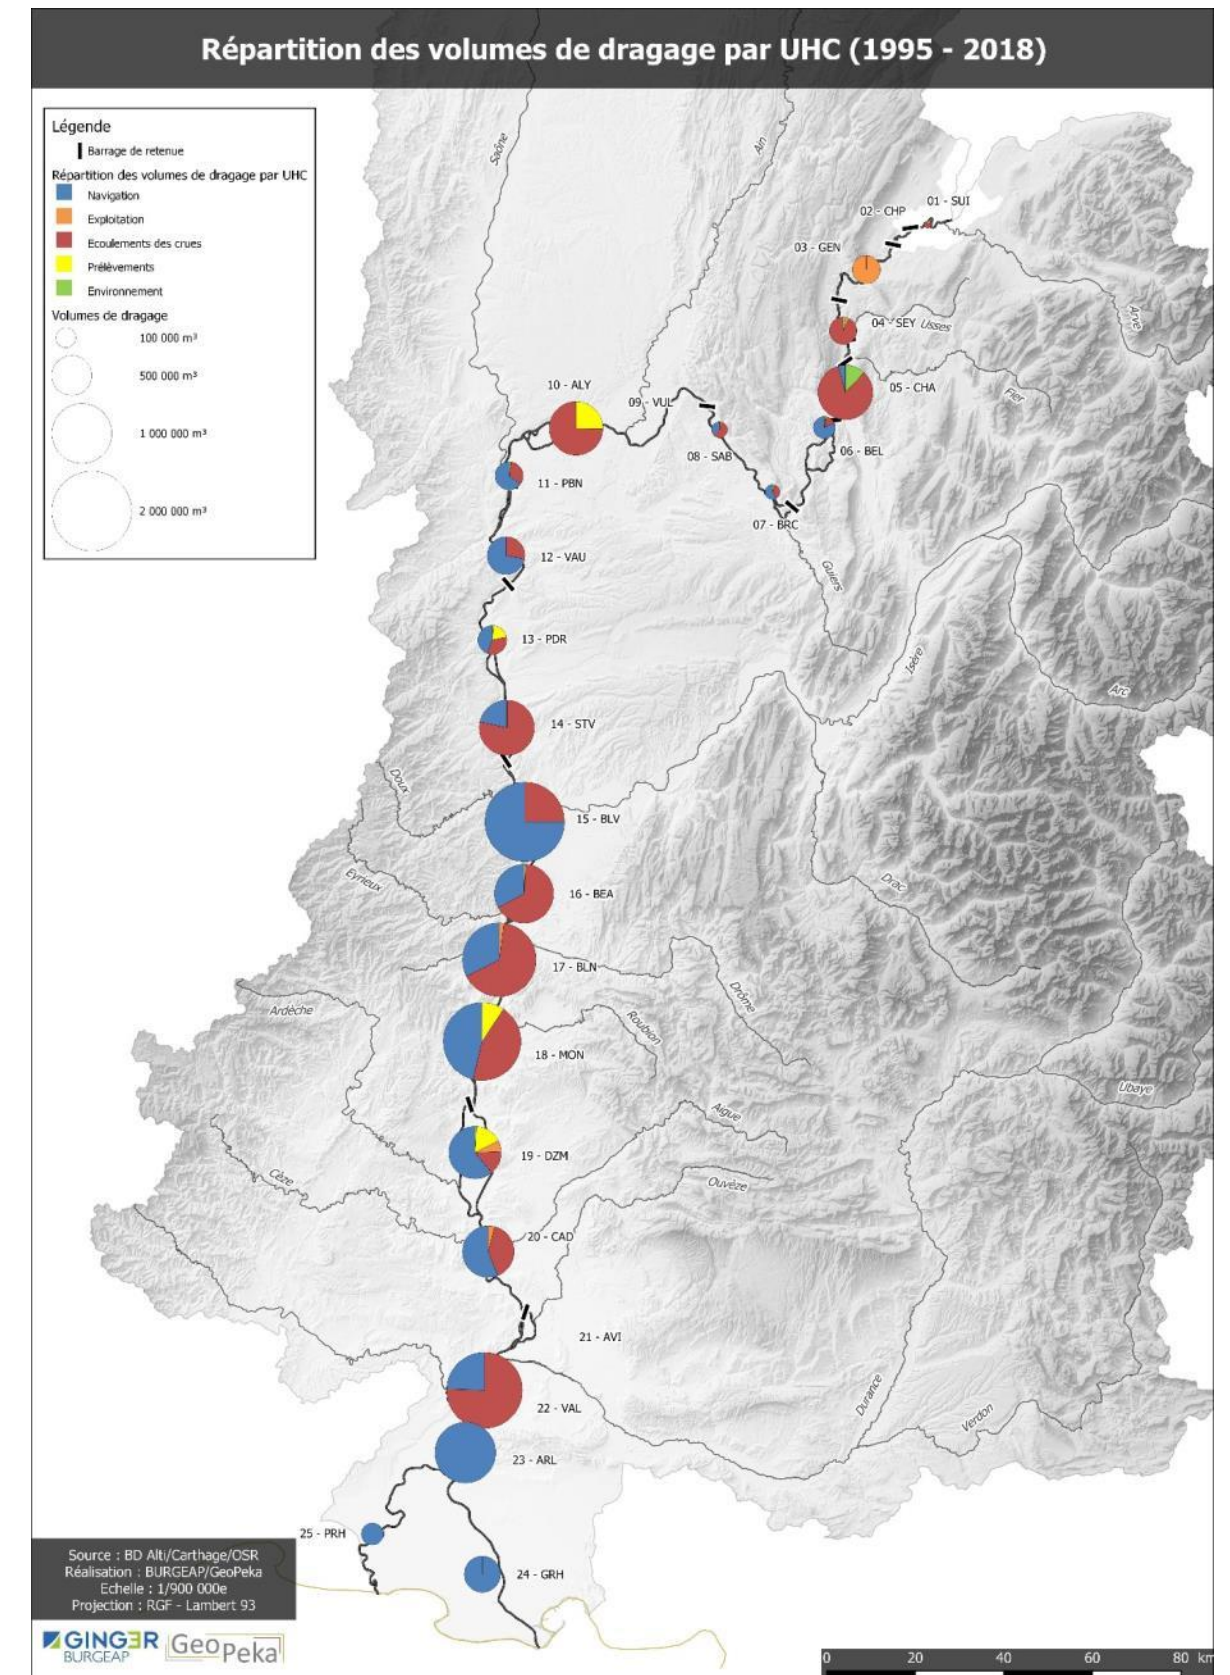 Répartition des volumes de dragage par UHC (1995 - 2018)
Légende
Barrage de retenue
Répartition des volumes de dragage par UHC
Navigation
Exploitation
Ecoulements des crues
Prélèvements
Environnement
Volumes de dragage
100 000 m³
500 000 m³
1 000 000 m³
2 000 000 m³
Saône
Ain
01 - SUI
02 - CHP
03 - GEN
Arve
04 - SEY
Usses
05 - CHA
Fier
10 - ALY
09 - VUL
06 - BEL
08 - SAB
11 - PBN
07 - BRC
12 - VAU
Guiers
13 - PDR
Isère
Arc
14 - STV
Doux
15 - BLV
Eyrieux
16 - BEA
Drac
17 - BLN
Drôme
Ardèche
Roubion
18 - MON
Ubaye
Aigue
19 - DZM
Cèze
Ouvèze
20 - CAD
21 - AVI
Durance
22 - VAL
Verdon
23 - ARL
25 - PRH
24 - GRH
Source : BD Alti/Carthage/OSR
Réalisation : BURGEAP/GeoPeka
Echelle : 1/900 000e
Projection : RGF - Lambert 93
GINGER
BURGEAP
GeoPeka
0 20 40 60 80 km